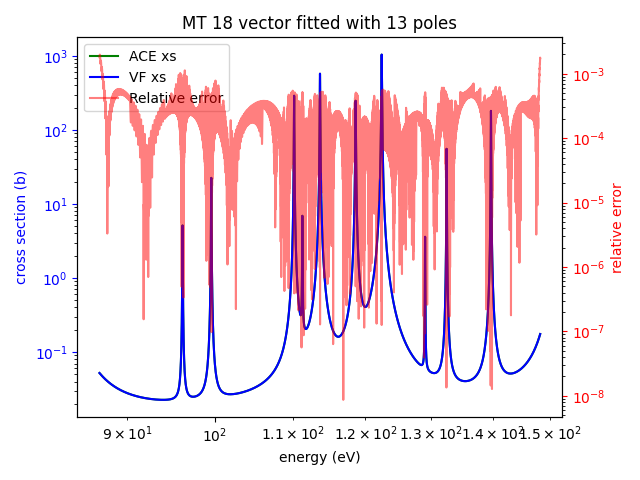 MT 18 vector fitted with 13 poles
ACE xs
VF xs
Relative error
10³
10²
10¹
10⁰
10⁻¹
cross section (b)
10⁻³
10⁻⁴
10⁻⁵
10⁻⁶
10⁻⁷
10⁻⁸
relative error
9×10¹ 10² 1.1×10² 1.2×10² 1.3×10² 1.4×10² 1.5×10²
energy (eV)